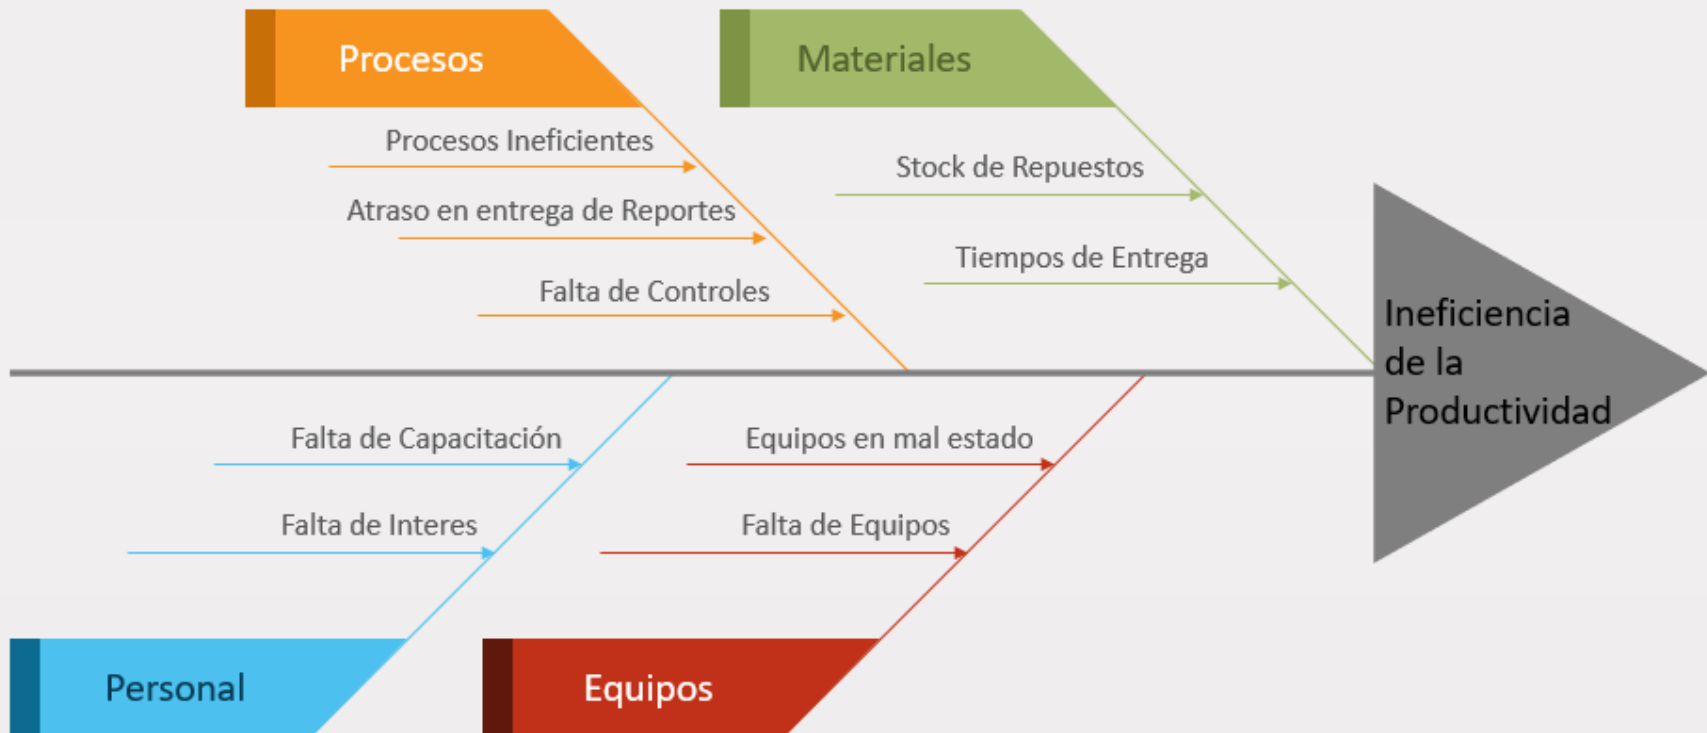 Procesos
Procesos Ineficientes
Atraso en entrega de Reportes
Falta de Controles
Materiales
Stock de Repuestos
Tiempos de Entrega
Ineficiencia
de la
Productividad
Falta de Capacitación
Falta de Interes
Personal
Equipos en mal estado
Falta de Equipos
Equipos